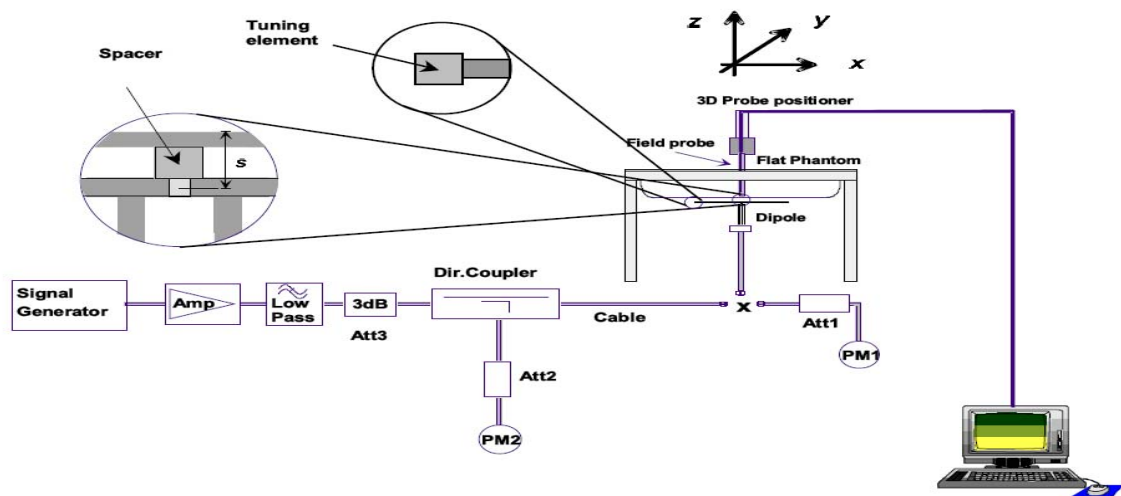 Tuning
element
Spacer
s
z
y
x
3D Probe positioner
Field probe
Flat Phantom
Dipole
Dir.Coupler
Signal
Generator
Amp
Low
Pass
3dB
Att3
Cable
x
Att1
PM1
Att2
PM2